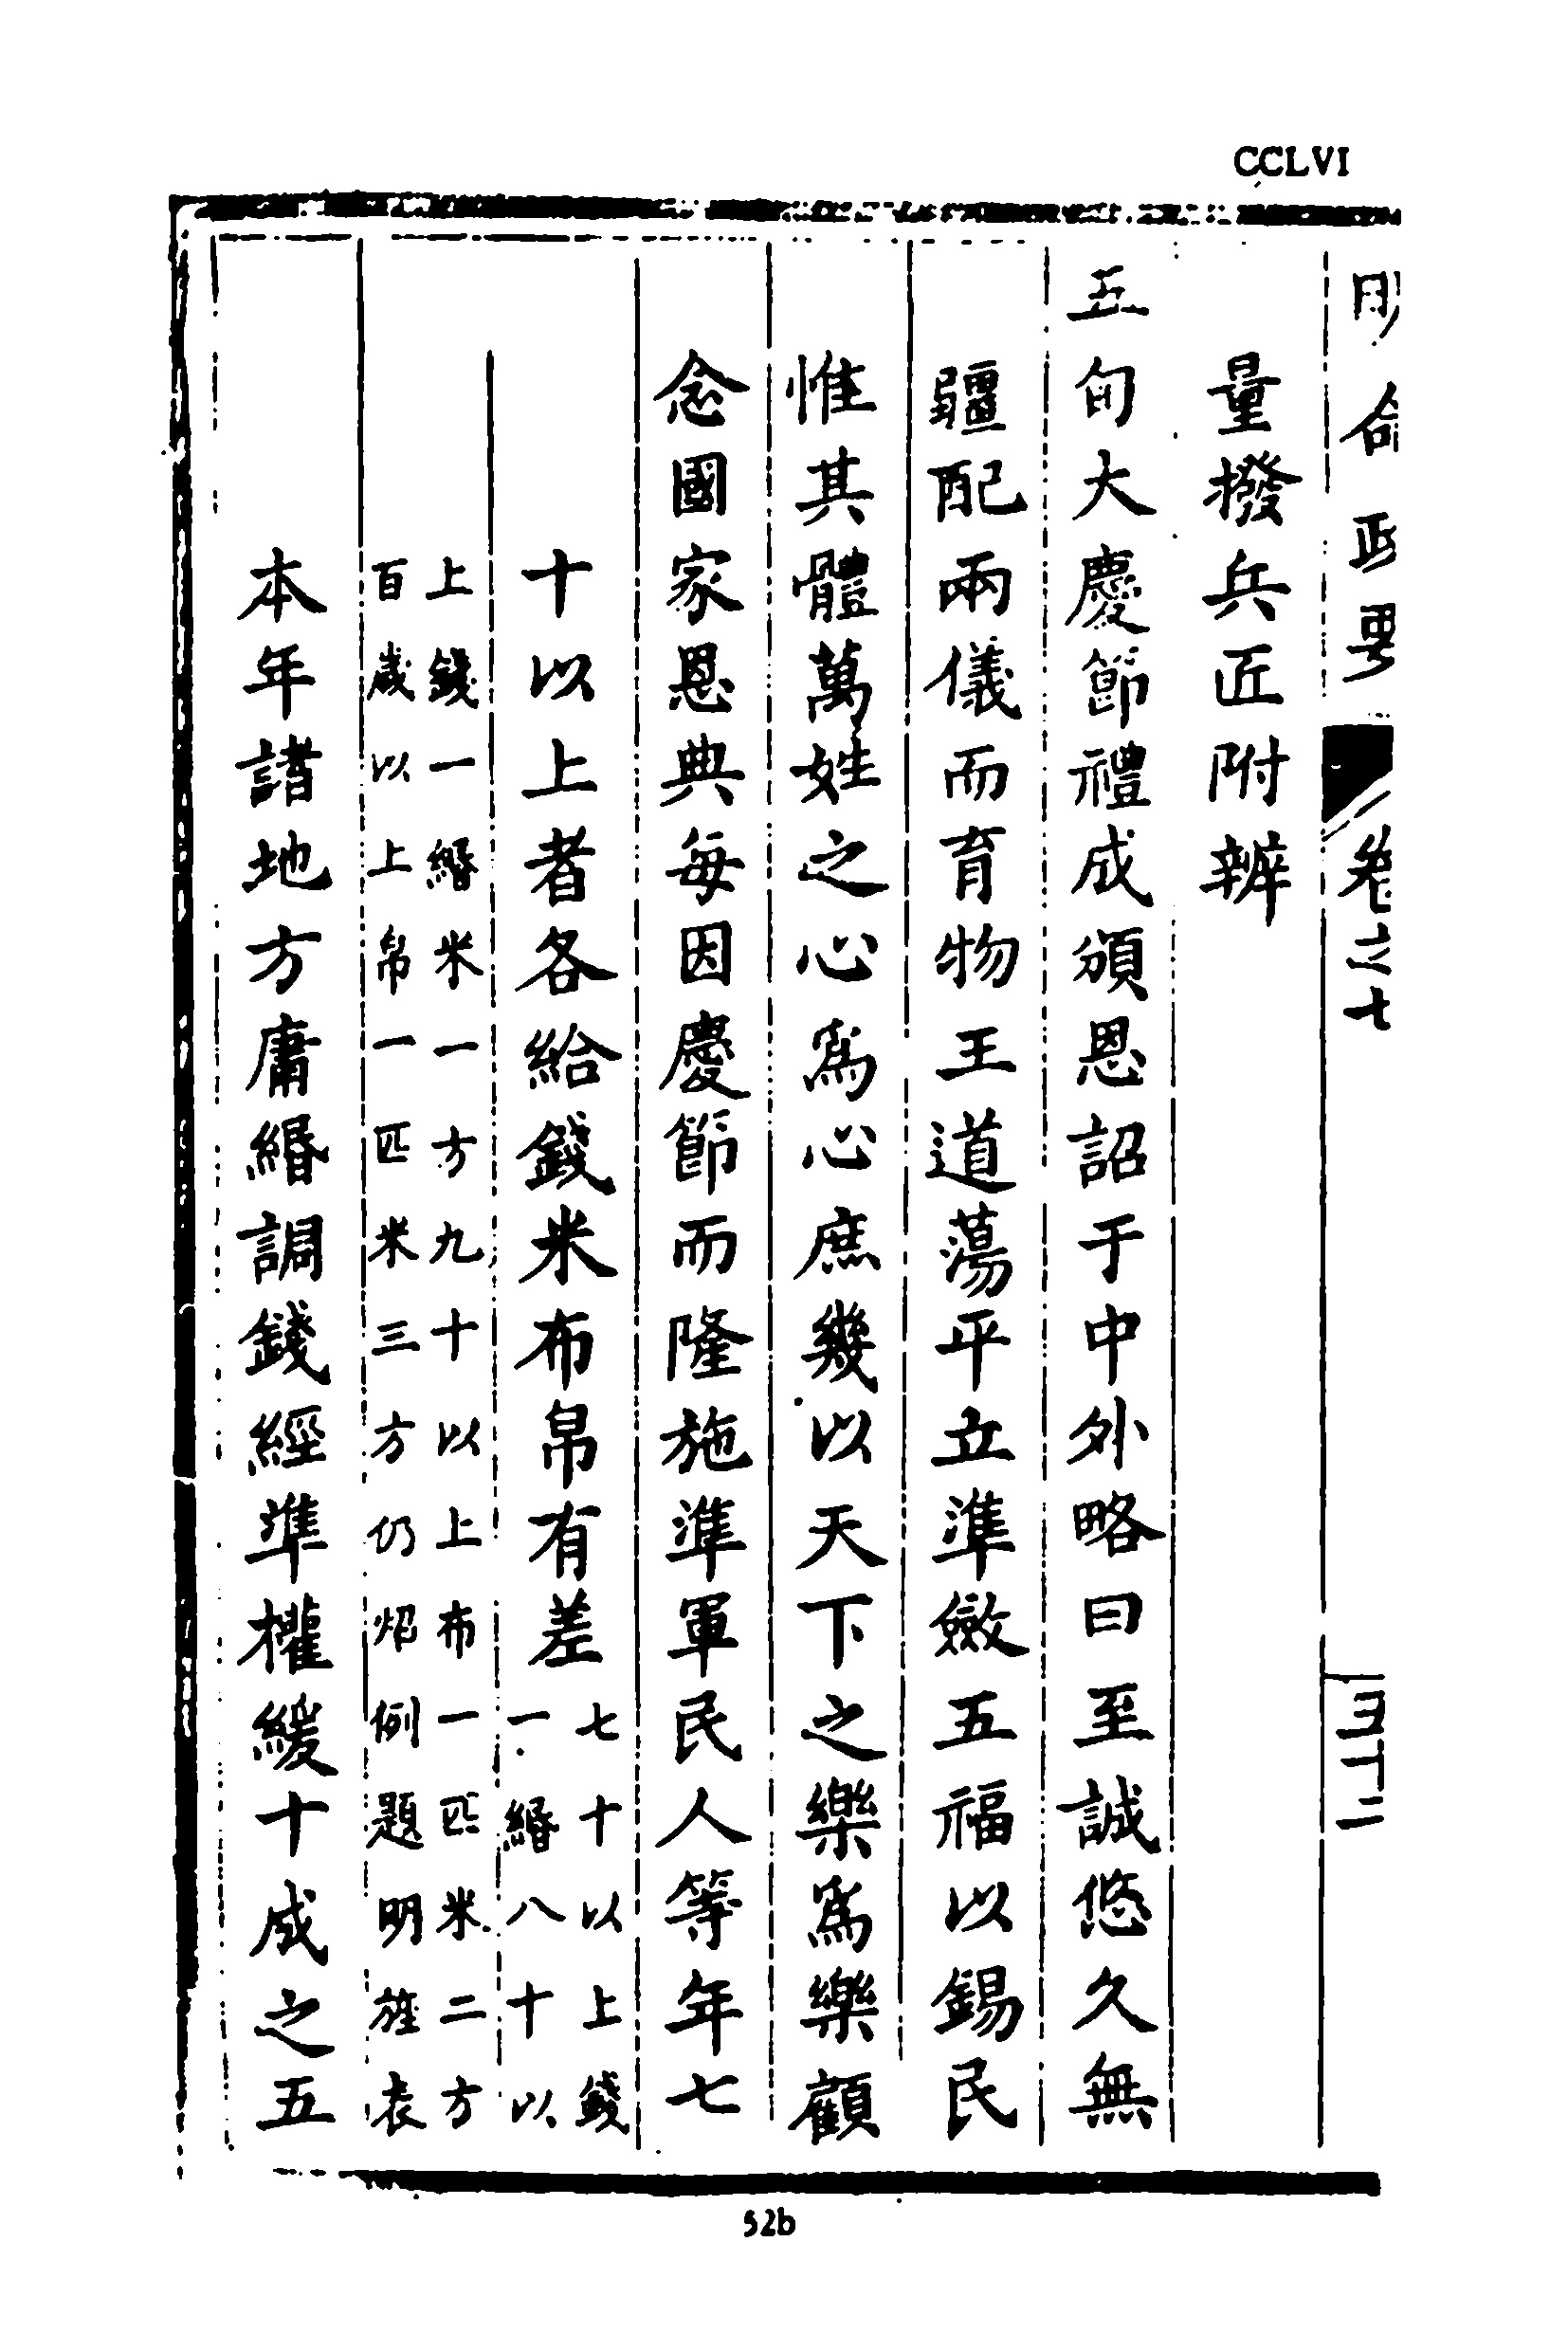 CCLVI
明命政要 卷之七 五十二
量撥兵匠附辨
五旬大慶節禮成頒恩詔于中外略曰至誠悠久無
疆配兩儀而育物王道蕩平立準斂五福以錫民
惟其體萬姓之心爲心庶幾以天下之樂爲樂顧
念國家恩典每因慶節而隆施準軍民人等年七
十以上者各給錢米布帛有差七十以上錢
一緡八十以
上錢一緡米一方九十以上布一匹米二方
百歲以上帛一匹米三方仍炤例題明旌表
本年諸地方庸緡調錢經準權緩十成之五
52b